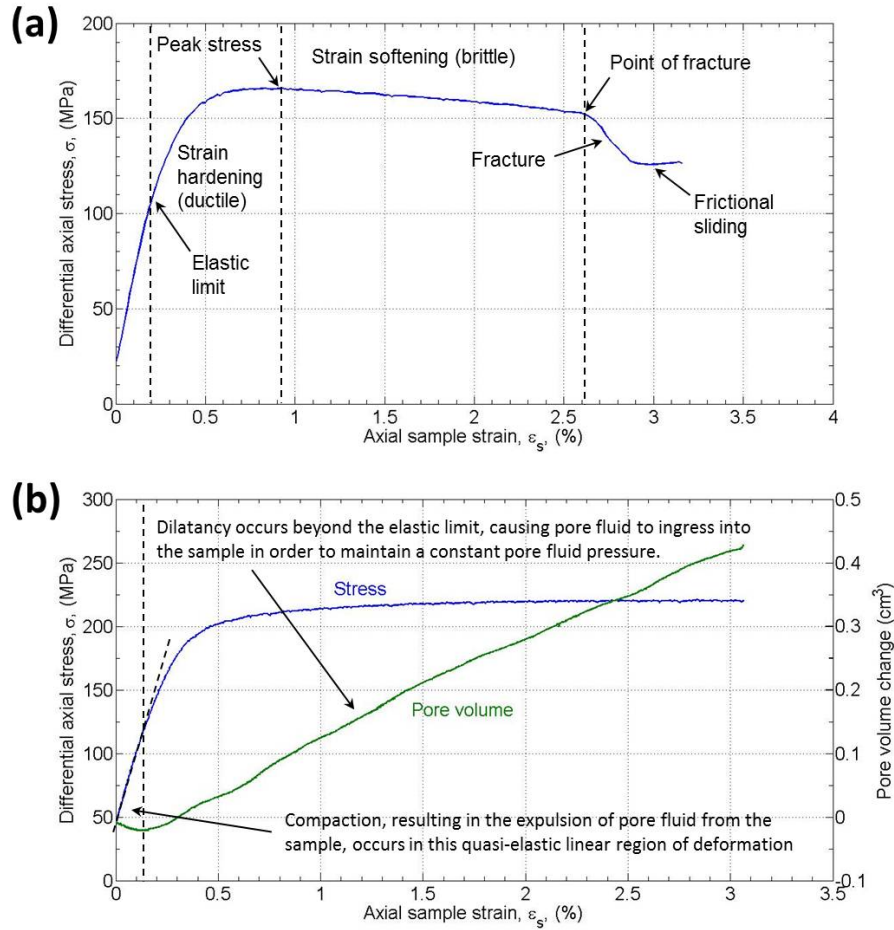 (a)
200
150
100
50
0
Differential axial stress, σ, (MPa)
Peak stress
Strain softening (brittle)
Point of fracture
Strain
hardening
(ductile)
Elastic
limit
Fracture
Frictional
sliding
0
0.5
1
1.5
2
2.5
3
3.5
4
Axial sample strain, εs, (%)
(b)
300
250
200
150
100
50
0
Differential axial stress, σ, (MPa)
Dilatancy occurs beyond the elastic limit, causing pore fluid to ingress into
the sample in order to maintain a constant pore fluid pressure.
Stress
Pore volume
Compaction, resulting in the expulsion of pore fluid from the
sample, occurs in this quasi-elastic linear region of deformation
0.5
0.4
0.3
0.2
0.1
0
-0.1
Pore volume change (cm³)
0
0.5
1
1.5
2
2.5
3
3.5
Axial sample strain, εs, (%)